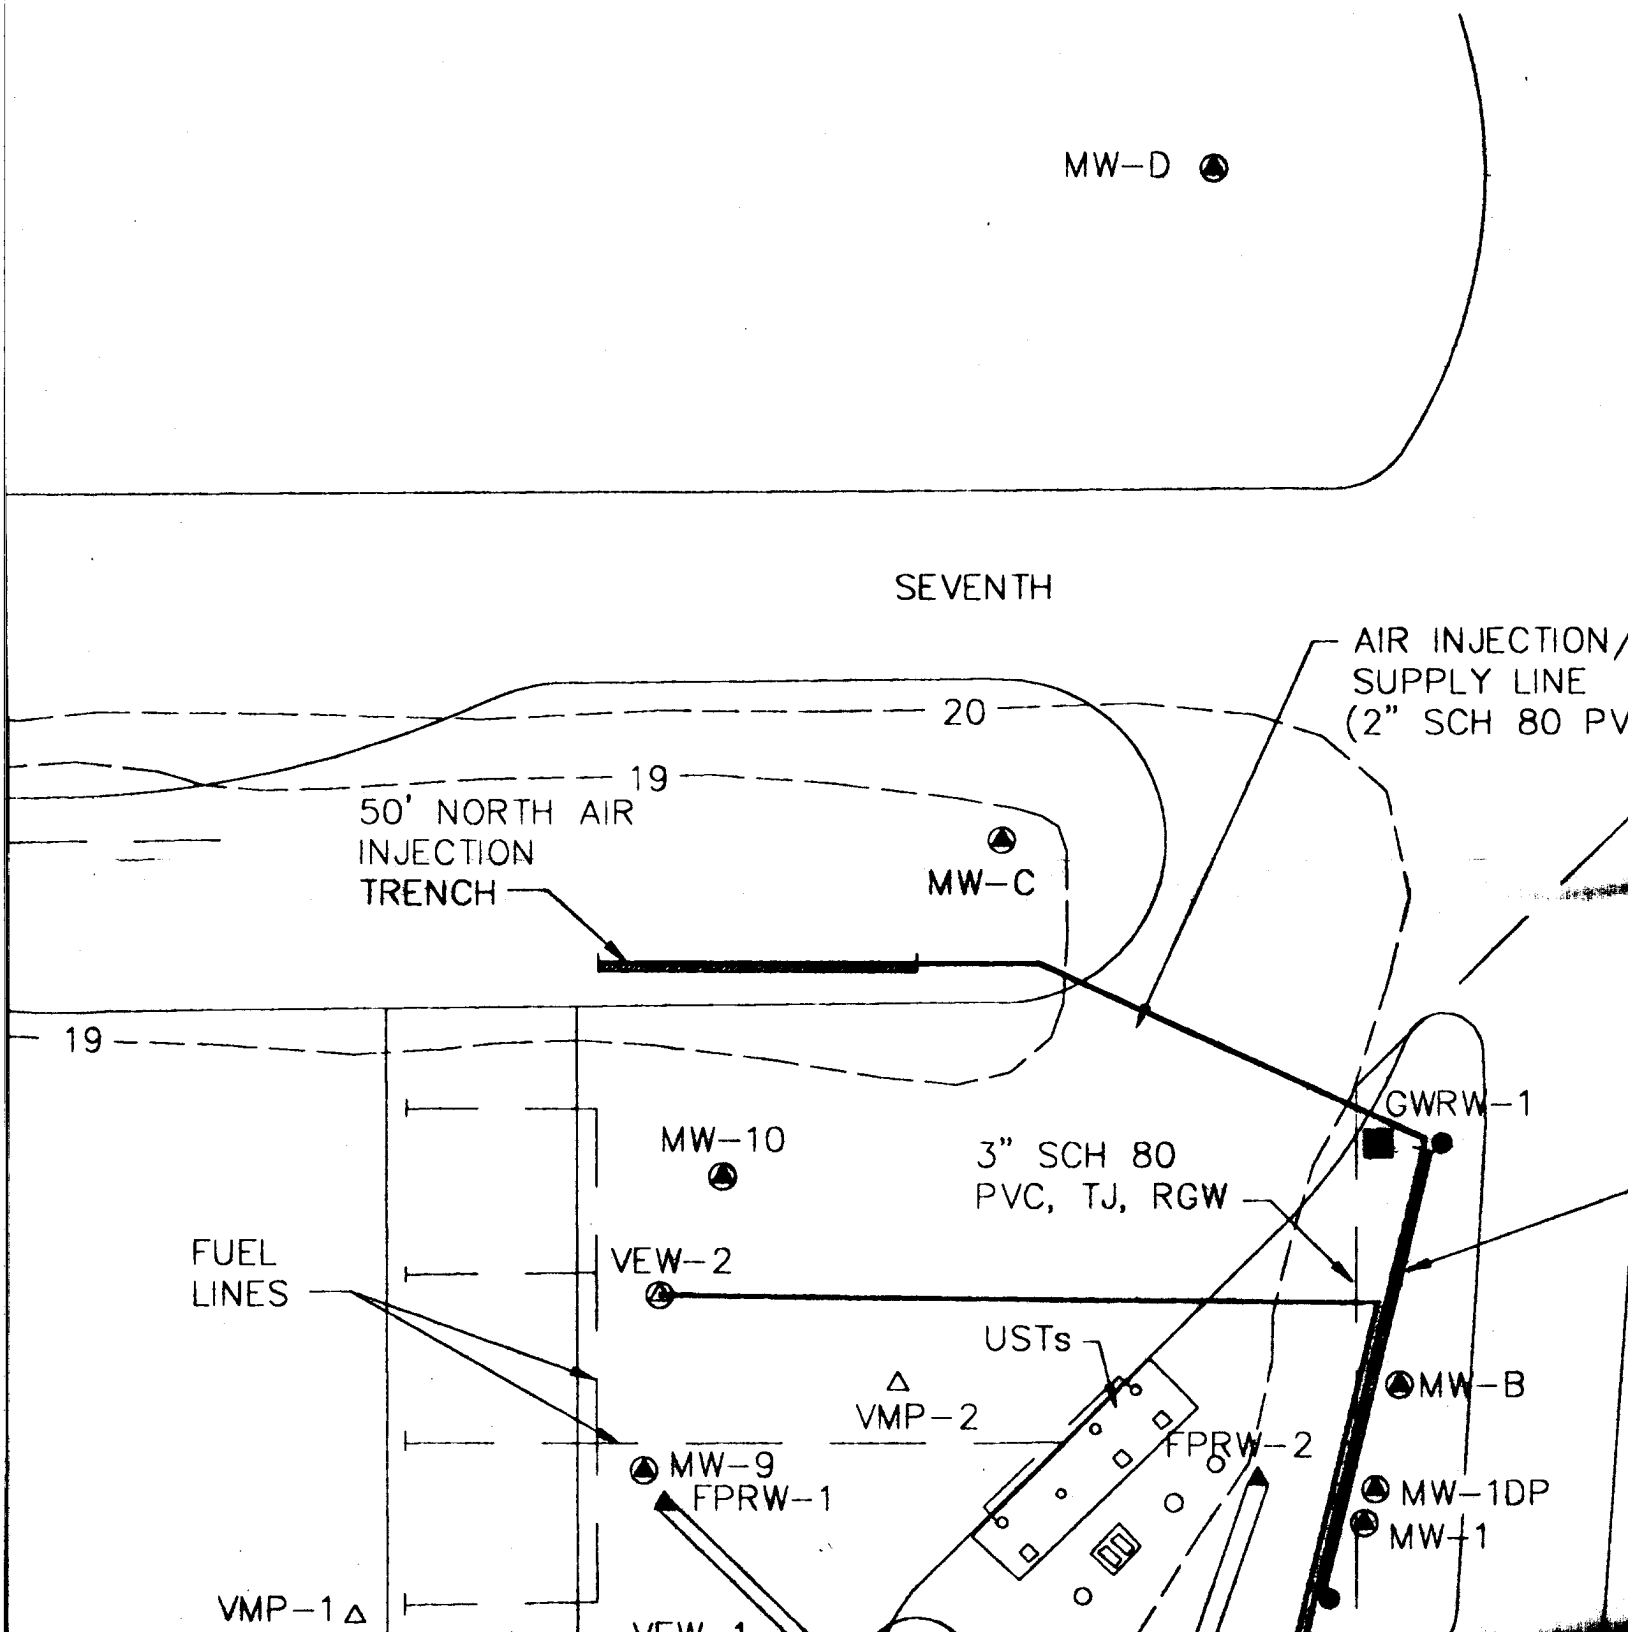 MW-D
SEVENTH
AIR INJECTION/
SUPPLY LINE
(2" SCH 80 PV
20
19
50' NORTH AIR
INJECTION
TRENCH
MW-C
19
GWRW-1
MW-10
3" SCH 80
PVC, TJ, RGW
FUEL
LINES
VEW-2
USTs
MW-B
VMP-2
FPRW-2
MW-9
FPRW-1
MW-1DP
MW-1
VMP-1
VEW-1